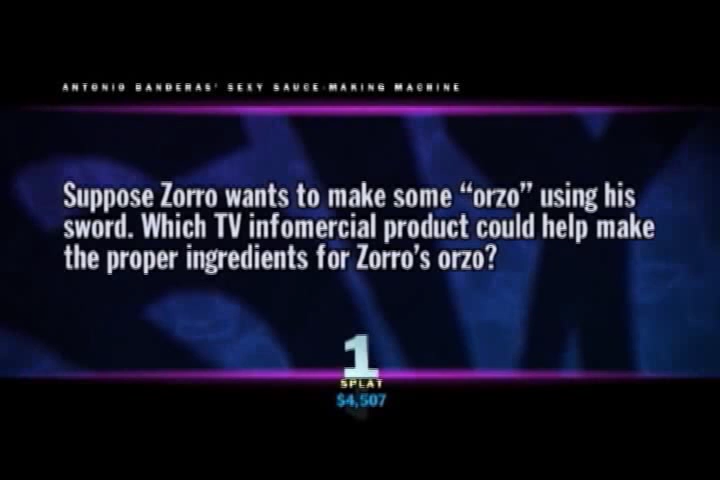 ANTONIO BANDERAS' SEXY SAUCE-MAKING MACHINE
Suppose Zorro wants to make some “orzo” using his
sword. Which TV infomercial product could help make
the proper ingredients for Zorro’s orzo?
1
SPLAT
$4,507